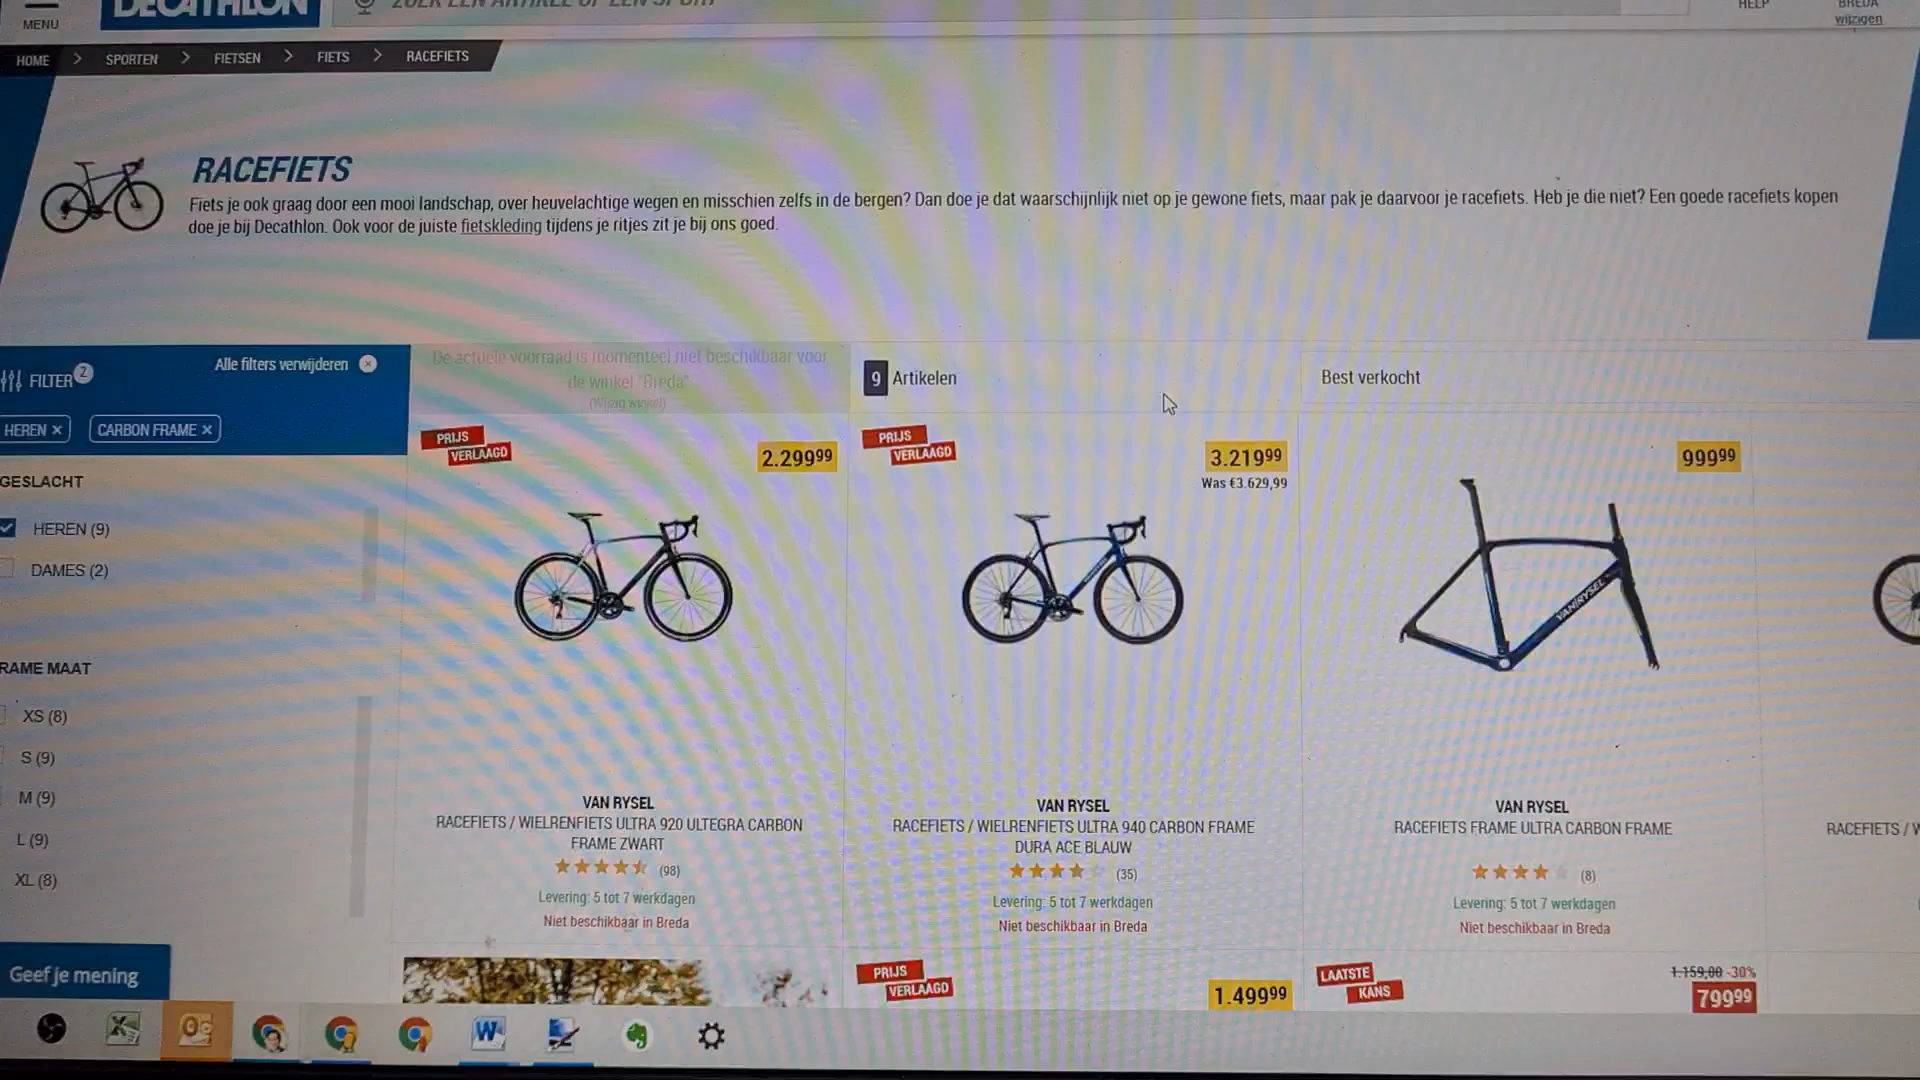 MENU
DECATHLON
ZOEK EEN ARTIKEL OF EEN SPORT
HELP
BREDA
wijzigen
HOME > SPORTEN > FIETSEN > FIETS > RACEFIETS
RACEFIETS
Fiets je ook graag door een mooi landschap, over heuvelachtige wegen en misschien zelfs in de bergen? Dan doe je dat waarschijnlijk niet op je gewone fiets, maar pak je daarvoor je racefiets. Heb je die niet? Een goede racefiets kopen
doe je bij Decathlon. Ook voor de juiste fietskleding tijdens je ritjes zit je bij ons goed.
FILTER 2
Alle filters verwijderen ×
HEREN ×
CARBON FRAME ×
De actuele voorraad is momenteel niet beschikbaar voor
de winkel "Breda"
(Wijzig winkel)
9 Artikelen
Best verkocht
GESLACHT
HEREN (9)
DAMES (2)
RAME MAAT
XS (8)
S (9)
M (9)
L (9)
XL (8)
PRIJS
VERLAAGD
2.29999
VAN RYSEL
RACEFIETS / WIELRENFIETS ULTRA 920 ULTEGRA CARBON
FRAME ZWART
(98)
Levering: 5 tot 7 werkdagen
Niet beschikbaar in Breda
PRIJS
VERLAAGD
3.21999
Was €3.629,99
VAN RYSEL
RACEFIETS / WIELRENFIETS ULTRA 940 CARBON FRAME
DURA ACE BLAUW
(35)
Levering: 5 tot 7 werkdagen
Niet beschikbaar in Breda
99999
VANRYSEL
VAN RYSEL
RACEFIETS FRAME ULTRA CARBON FRAME
(8)
Levering: 5 tot 7 werkdagen
Niet beschikbaar in Breda
RACEFIETS /
Geef je mening
PRIJS
VERLAAGD
1.49999
LAATSTE
KANS
1.159,00 -30%
79999